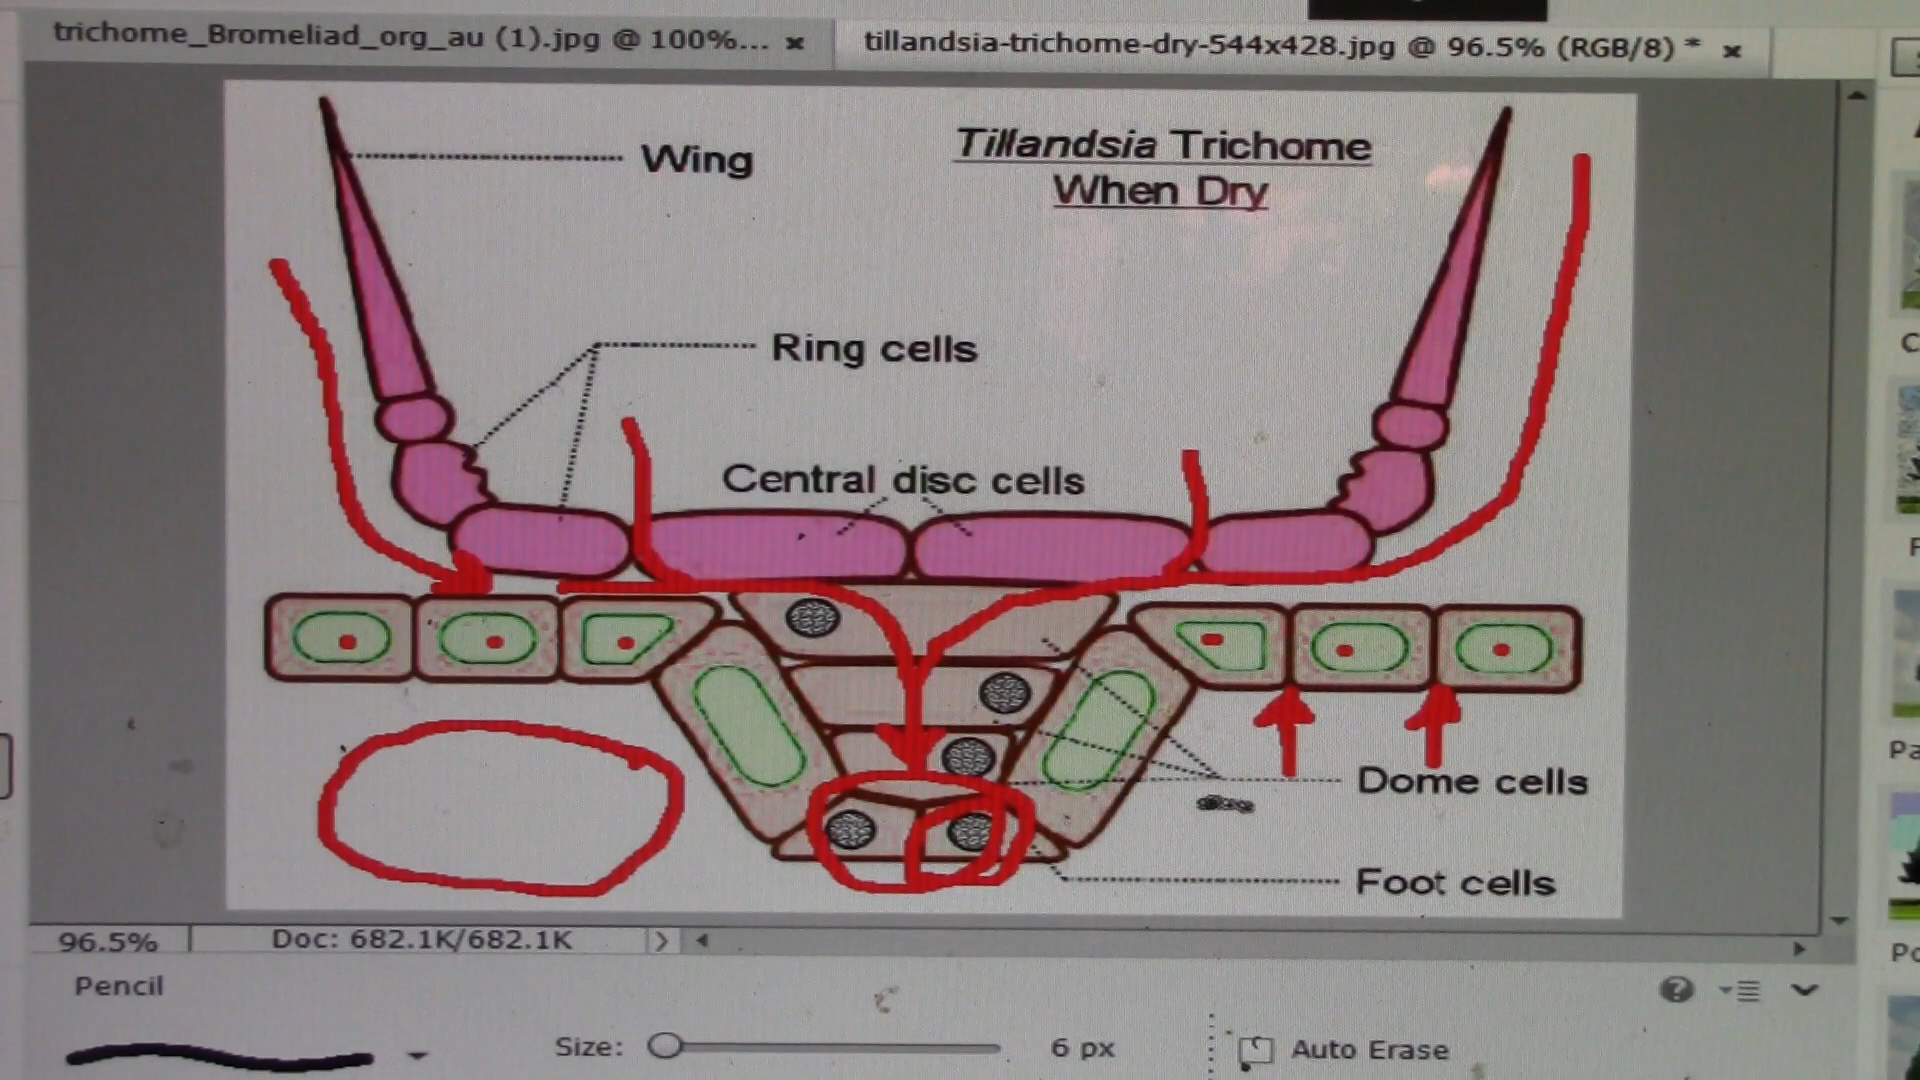 trichome_Bromeliad_org_au (1).jpg @ 100%... ×
tillandsia-trichome-dry-544x428.jpg @ 96.5% (RGB/8) * ×
Wing
Tillandsia Trichome
When Dry
Ring cells
Central disc cells
Dome cells
Foot cells
96.5%
Doc: 682.1K/682.1K
Pencil
Size:
6 px
Auto Erase